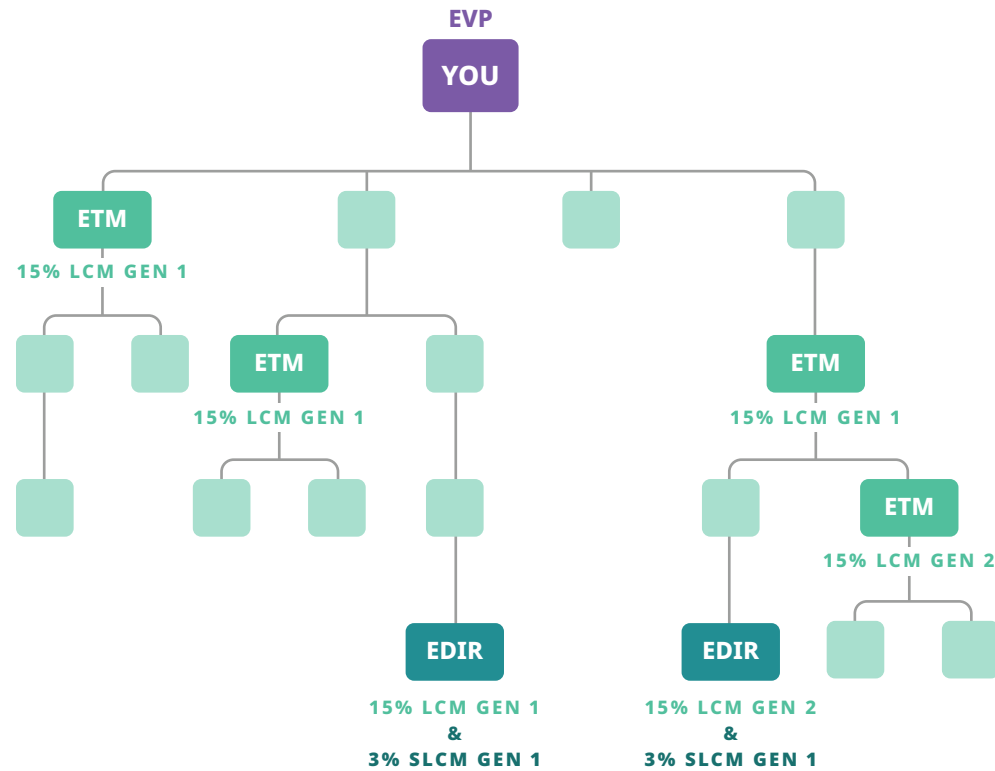 EVP
YOU
ETM
15% LCM GEN 1
ETM
ETM
15% LCM GEN 1
15% LCM GEN 1
ETM
15% LCM GEN 2
EDIR
EDIR
15% LCM GEN 1
&
3% SLCM GEN 1
15% LCM GEN 2
&
3% SLCM GEN 1